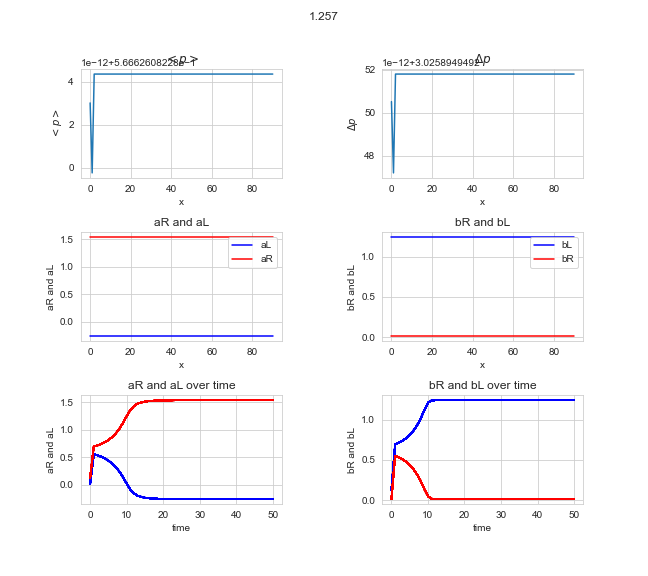 1.257
< p >
Δp
1e−12+5.6662608228e−1
1e−12+3.0258949492
4
2
0
< p >
0 20 40 60 80
x
52
50
48
Δp
0 20 40 60 80
x
aR and aL
bR and bL
1.5
1.0
0.5
0.0
aR and aL
aL
aR
0 20 40 60 80
x
1.0
0.5
0.0
bR and bL
bL
bR
0 20 40 60 80
x
aR and aL over time
bR and bL over time
1.5
1.0
0.5
0.0
aR and aL
0 10 20 30 40 50
time
1.0
0.5
0.0
bR and bL
0 10 20 30 40 50
time